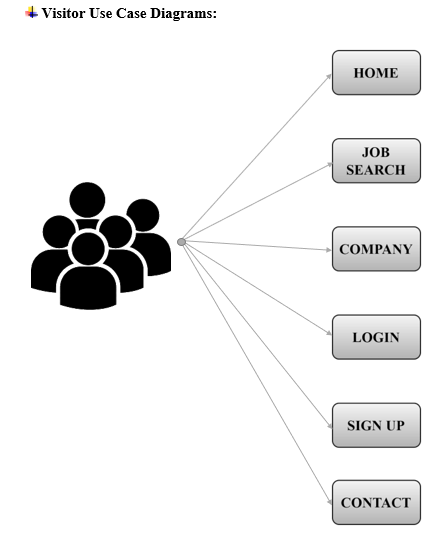 Visitor Use Case Diagrams:
HOME
JOB
SEARCH
COMPANY
LOGIN
SIGN UP
CONTACT